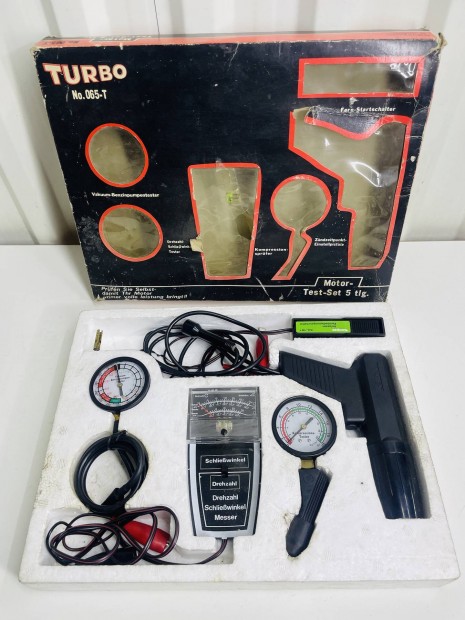 TURBO
No.065-T
Fern-Startschalter
Vakuum-Benzinpumpentester
Drehzahl-
Schließwinkel-
Tester
Kompressions-
prüfer
Zündzeitpunkt-
Einstellpistole
Prüfen Sie Selbst-
damit Ihr Motor
immer volle leistung bringt!!
Motor-
Test-Set 5 tlg.
Schließwinkel
Drehzahl
Drehzahl
Schließwinkel
Messer